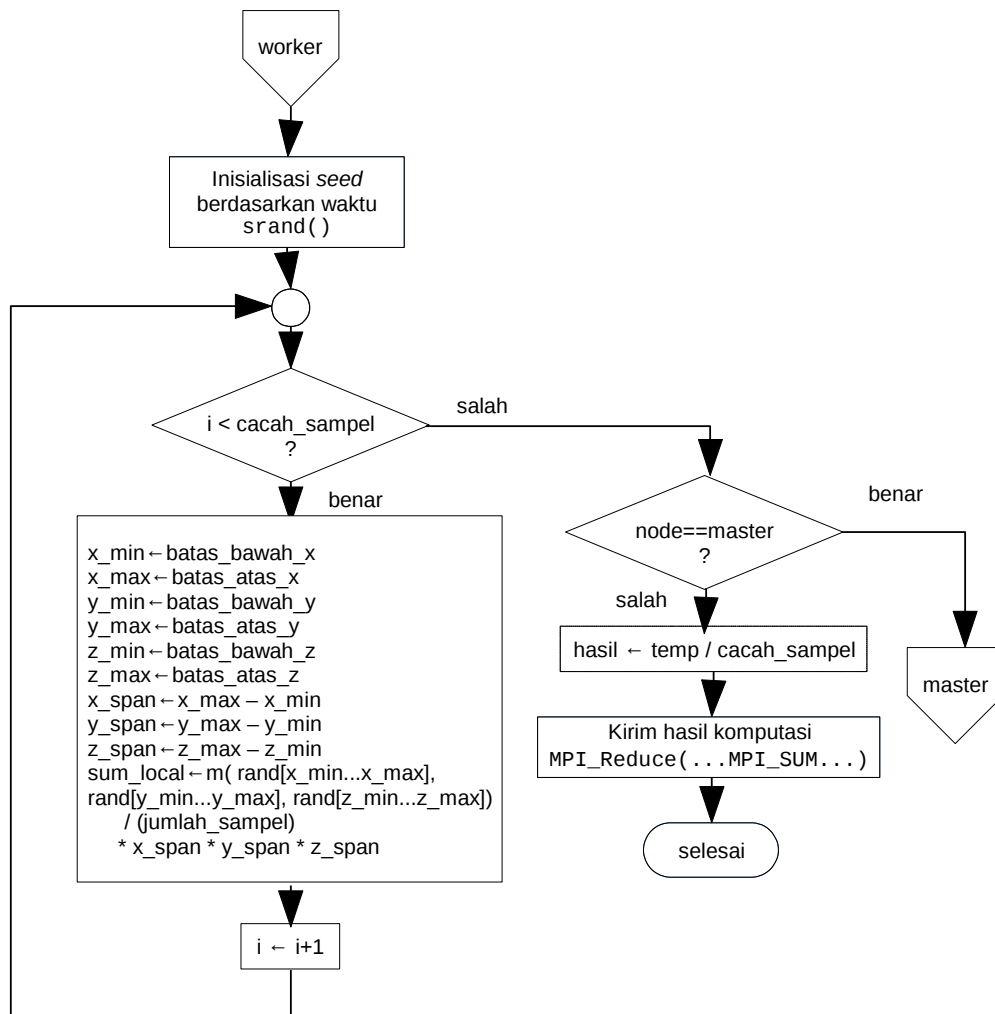 worker
Inisialisasi seed
berdasarkan waktu
srand()
i < cacah_sampel
?
salah
benar
x_min←batas_bawah_x
x_max←batas_atas_x
y_min←batas_bawah_y
y_max←batas_atas_y
z_min←batas_bawah_z
z_max←batas_atas_z
x_span←x_max – x_min
y_span←y_max – y_min
z_span←z_max – z_min
sum_local←m( rand[x_min...x_max],
rand[y_min...y_max], rand[z_min...z_max])
/ (jumlah_sampel)
* x_span * y_span * z_span
i ← i+1
node==master
?
benar
salah
hasil ← temp / cacah_sampel
master
Kirim hasil komputasi
MPI_Reduce(...MPI_SUM...)
selesai